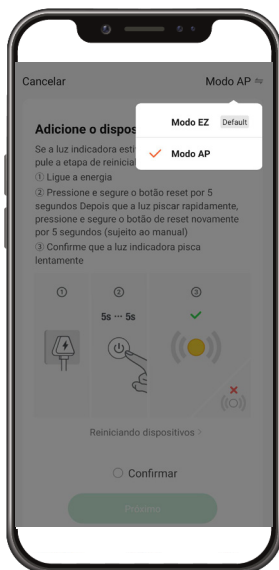 Cancelar
Modo AP
Modo EZ Default
Modo AP
Adicione o dispos
Se a luz indicadora esti
pule a etapa de reinicial
① Ligue a energia
② Pressione e segure o botão reset por 5
segundos Depois que a luz piscar rapidamente,
pressione e segure o botão de reset novamente
por 5 segundos (sujeito ao manual)
③ Confirme que a luz indicadora pisca
lentamente
① ② ③
5s ··· 5s
Reiniciando dispositivos >
Confirmar
Próximo